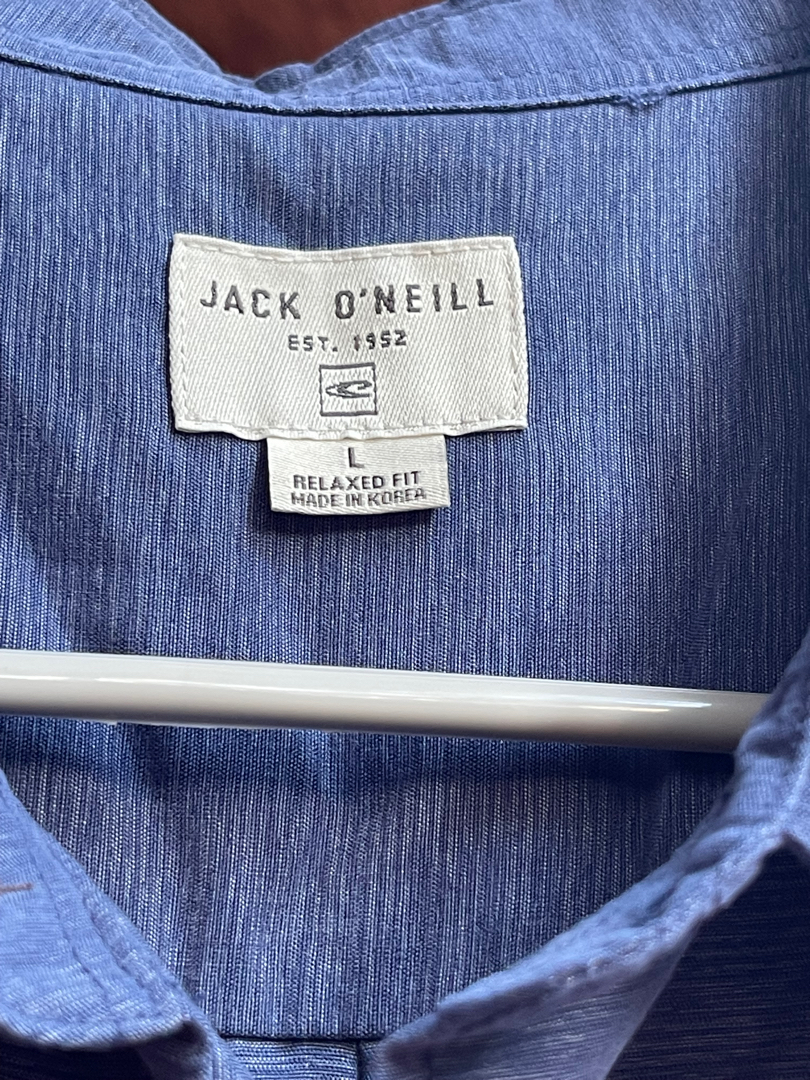 JACK O'NEILL
EST. 1952
L
RELAXED FIT
MADE IN KOREA